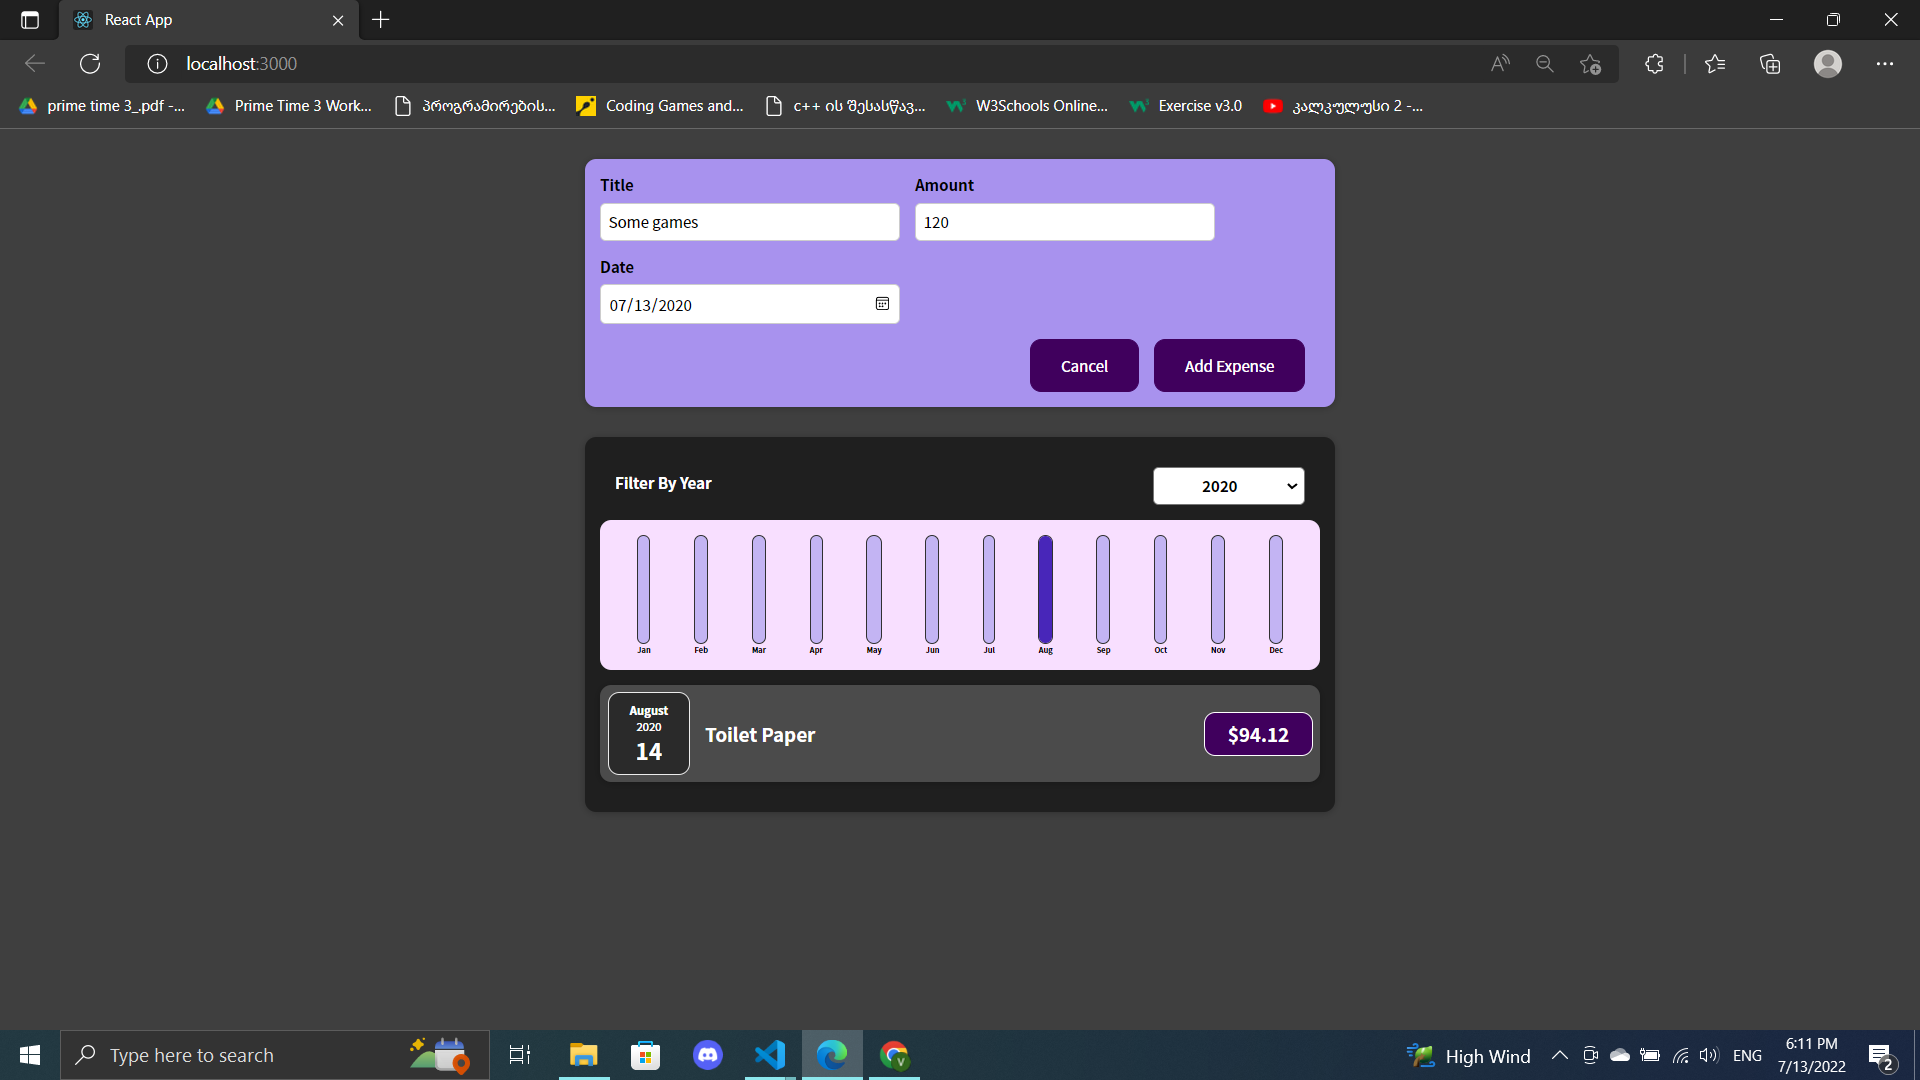 React App
localhost:3000
prime time 3_.pdf -...
Prime Time 3 Work...
პროგრამირების...
Coding Games and...
c++ ის შესასწავ...
W3Schools Online...
Exercise v3.0
კალკულუსი 2 -...
Title
Amount
Some games
120
Date
07/13/2020
Cancel
Add Expense
Filter By Year
2020
Jan
Feb
Mar
Apr
May
Jun
Jul
Aug
Sep
Oct
Nov
Dec
August
2020
14
Toilet Paper
$94.12
Type here to search
High Wind
ENG
6:11 PM
7/13/2022
2